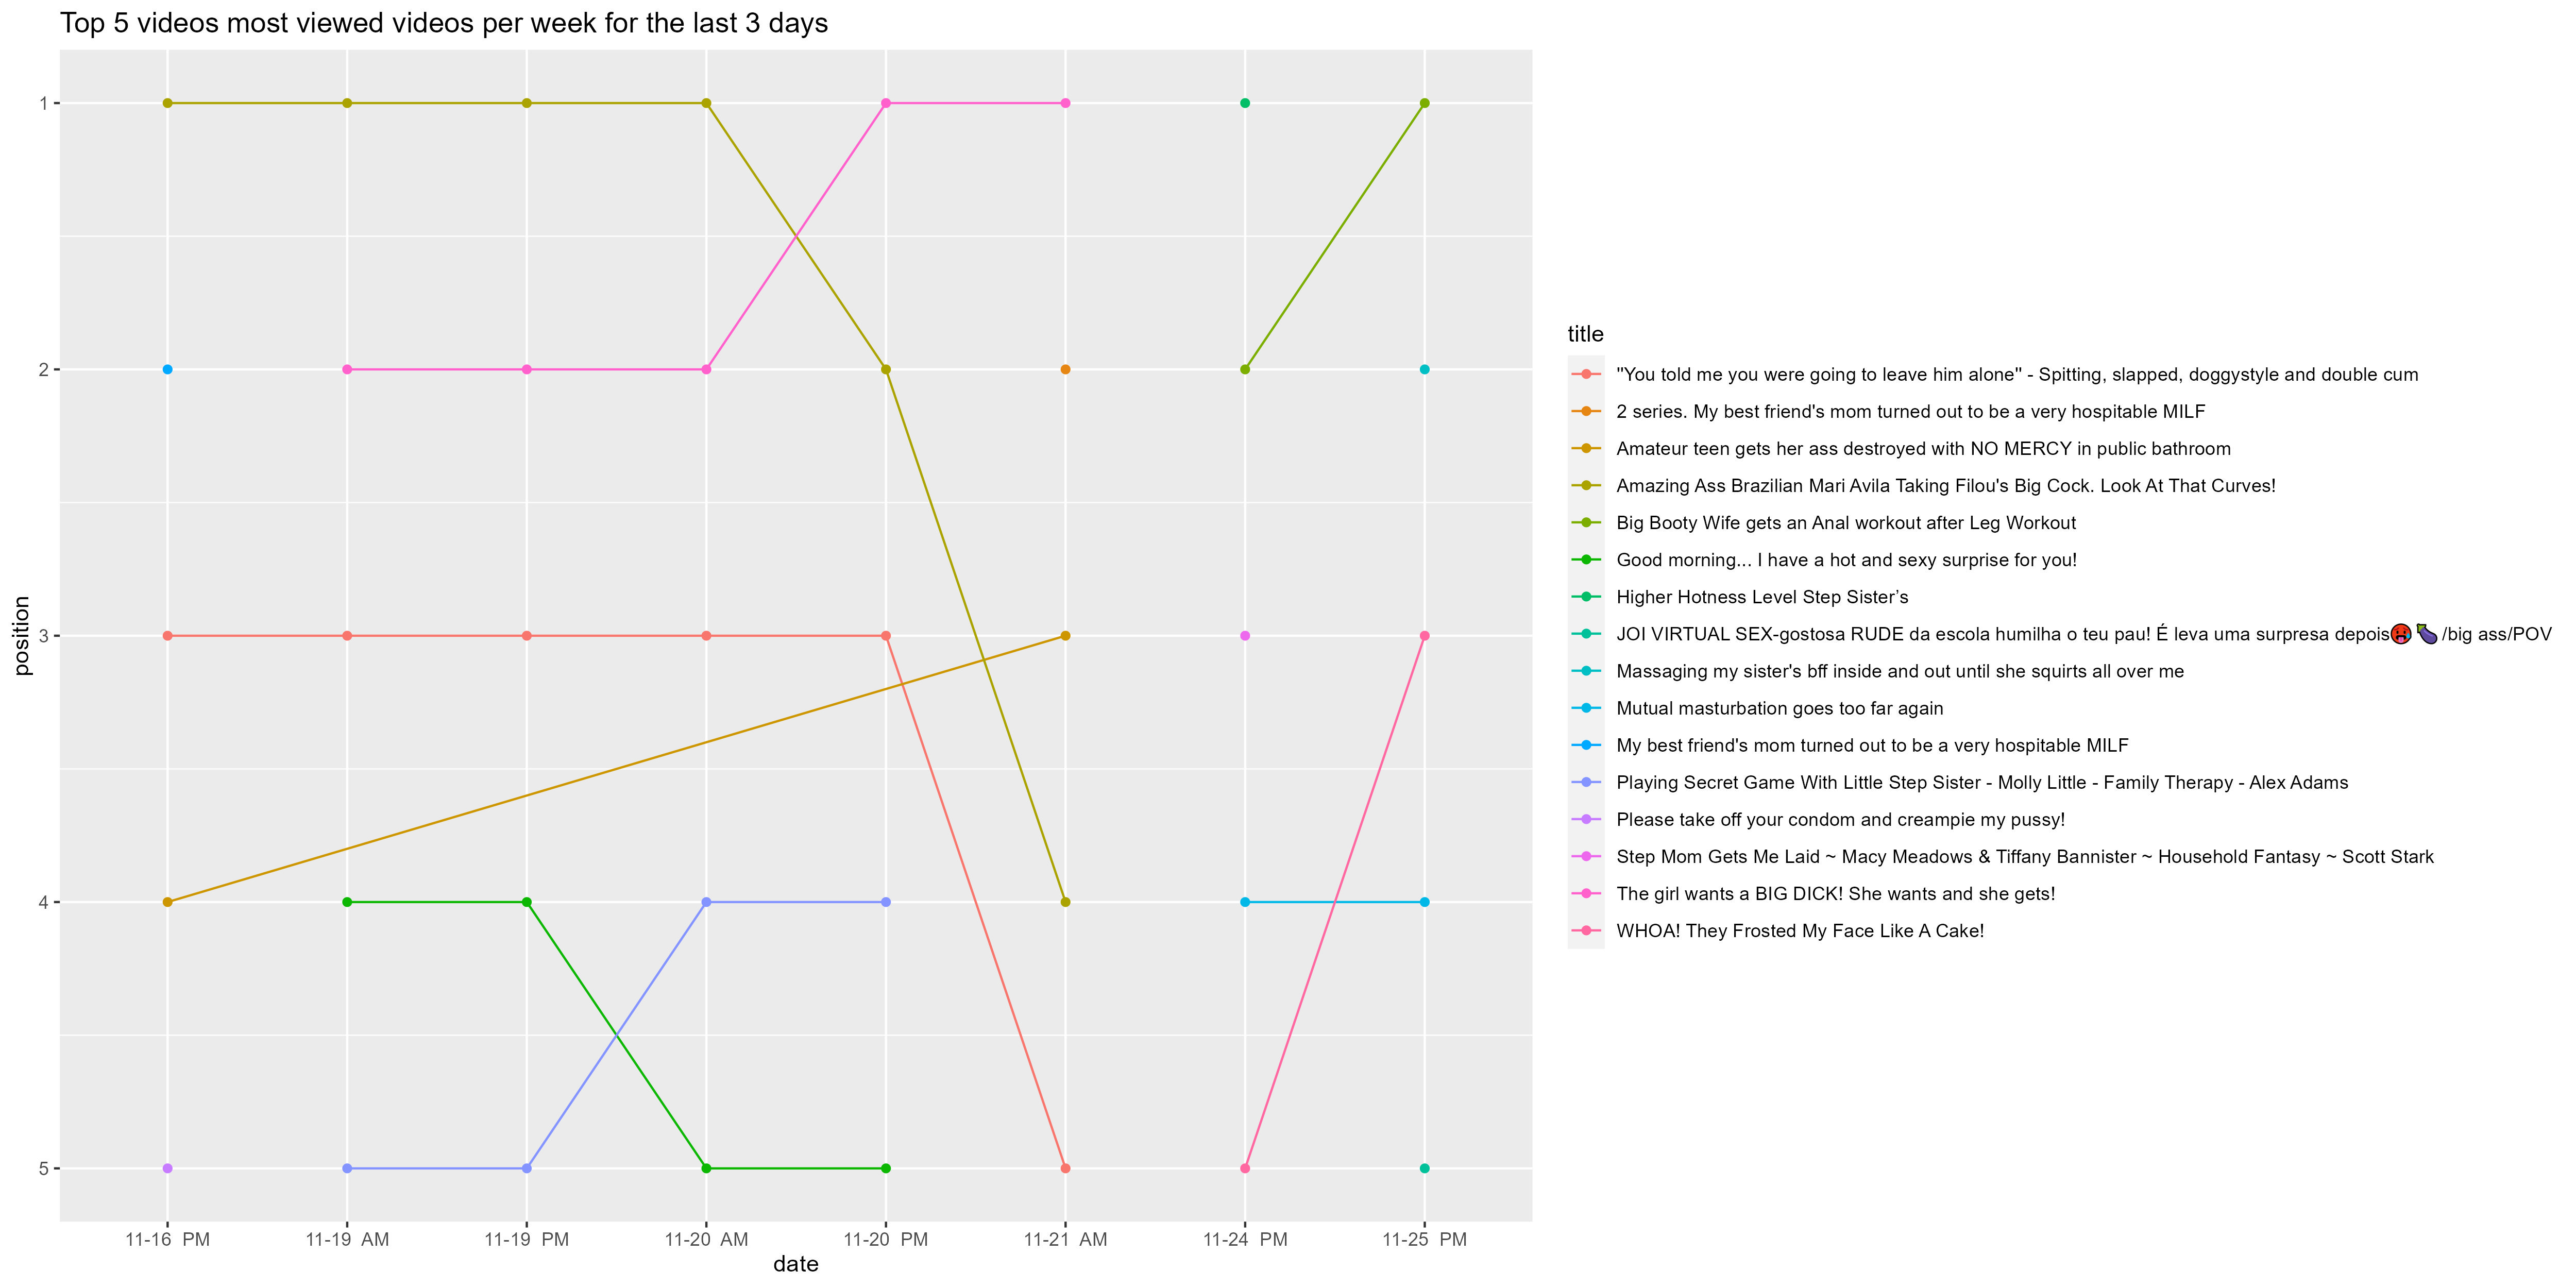 Top 5 videos most viewed videos per week for the last 3 days
position
1
2
3
4
5
11-16 PM
11-19 AM
11-19 PM
11-20 AM
11-20 PM
11-21 AM
11-24 PM
11-25 PM
date
title
"You told me you were going to leave him alone" - Spitting, slapped, doggystyle and double cum
2 series. My best friend's mom turned out to be a very hospitable MILF
Amateur teen gets her ass destroyed with NO MERCY in public bathroom
Amazing Ass Brazilian Mari Avila Taking Filou's Big Cock. Look At That Curves!
Big Booty Wife gets an Anal workout after Leg Workout
Good morning... I have a hot and sexy surprise for you!
Higher Hotness Level Step Sister’s
JOI VIRTUAL SEX-gostosa RUDE da escola humilha o teu pau! É leva uma surpresa depois🥵🍆/big ass/POV
Massaging my sister's bff inside and out until she squirts all over me
Mutual masturbation goes too far again
My best friend's mom turned out to be a very hospitable MILF
Playing Secret Game With Little Step Sister - Molly Little - Family Therapy - Alex Adams
Please take off your condom and creampie my pussy!
Step Mom Gets Me Laid ~ Macy Meadows & Tiffany Bannister ~ Household Fantasy ~ Scott Stark
The girl wants a BIG DICK! She wants and she gets!
WHOA! They Frosted My Face Like A Cake!